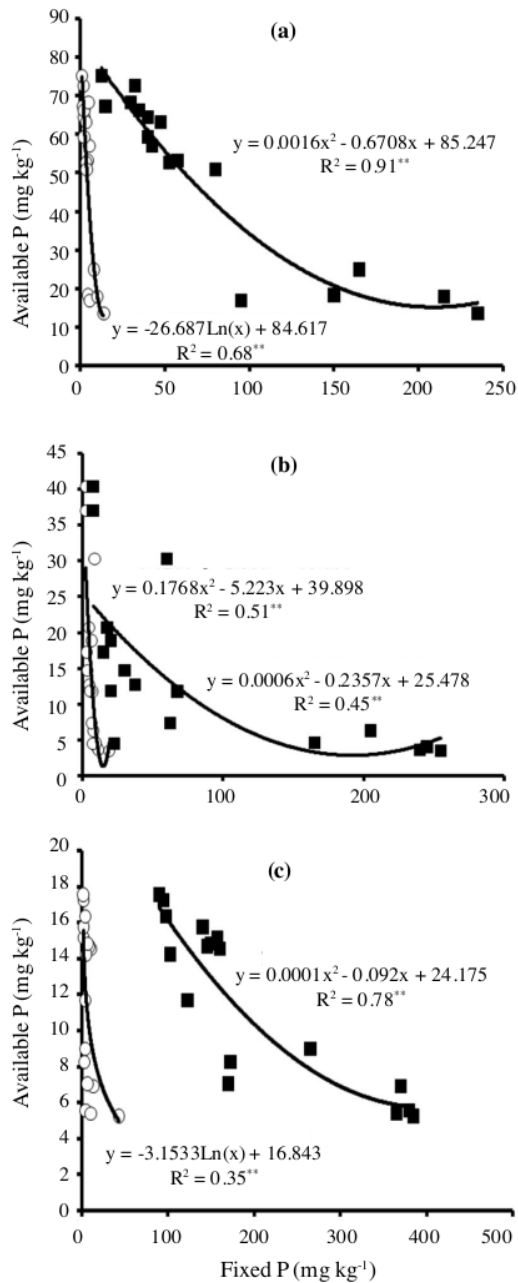 (a)
90
80
70
60
50
40
30
20
10
0
Available P (mg kg-1)
y = 0.0016x2 - 0.6708x + 85.247
R2 = 0.91**
y = -26.687Ln(x) + 84.617
R2 = 0.68**
0 50 100 150 200 250
(b)
45
40
35
30
25
20
15
10
5
0
Available P (mg kg-1)
y = 0.1768x2 - 5.223x + 39.898
R2 = 0.51**
y = 0.0006x2 - 0.2357x + 25.478
R2 = 0.45**
0 100 200 300
(c)
20
18
16
14
12
10
8
6
4
2
0
Available P (mg kg-1)
y = 0.0001x2 - 0.092x + 24.175
R2 = 0.78**
y = -3.1533Ln(x) + 16.843
R2 = 0.35**
0 100 200 300 400 500
Fixed P (mg kg-1)